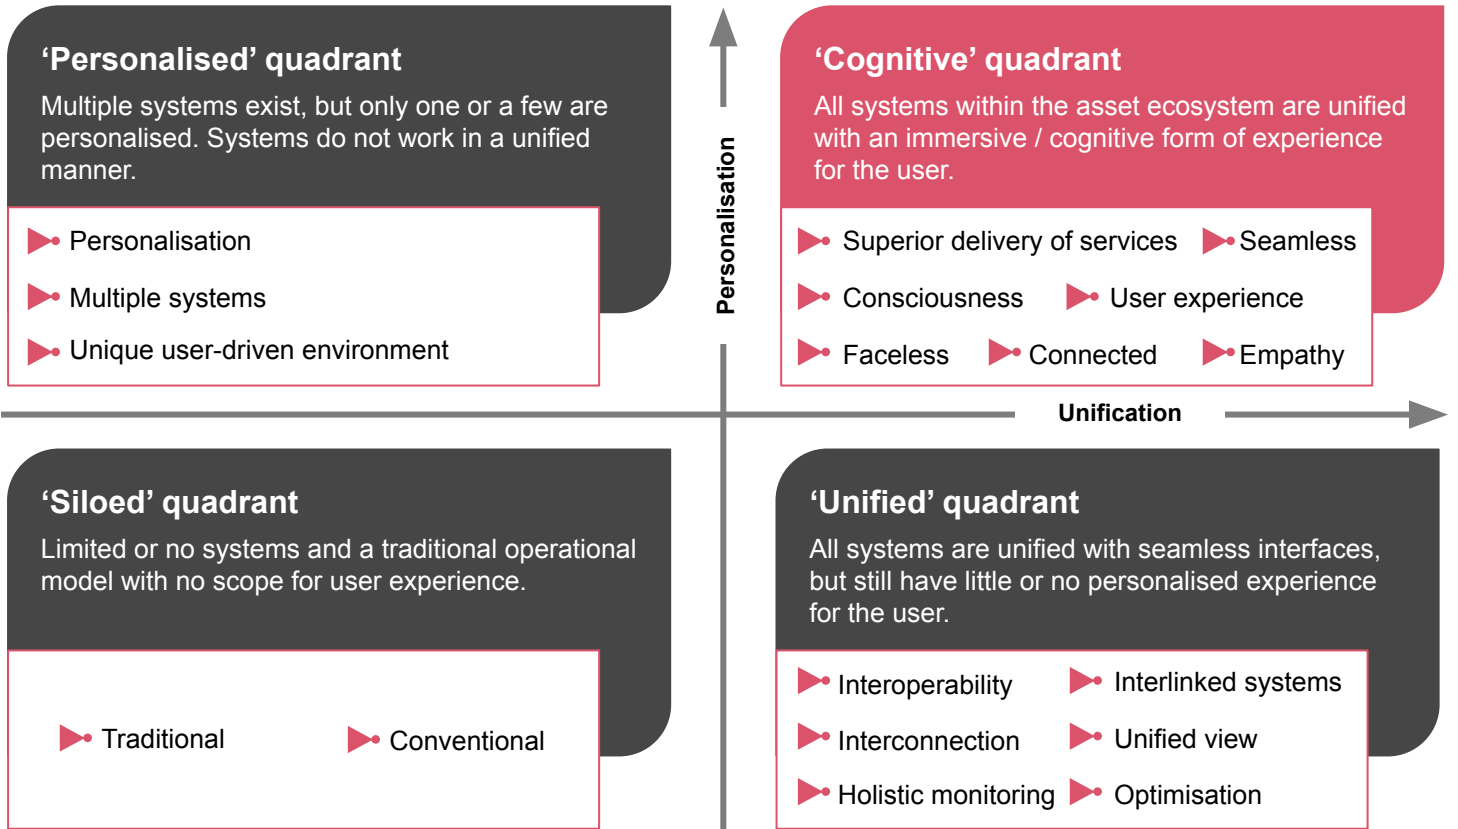 ‘Personalised’ quadrant
Multiple systems exist, but only one or a few are
personalised. Systems do not work in a unified
manner.
Personalisation
Multiple systems
Unique user-driven environment
Personalisation
‘Cognitive’ quadrant
All systems within the asset ecosystem are unified
with an immersive / cognitive form of experience
for the user.
Superior delivery of services Seamless
Consciousness User experience
Faceless Connected Empathy
Unification
‘Siloed’ quadrant
Limited or no systems and a traditional operational
model with no scope for user experience.
Traditional Conventional
‘Unified’ quadrant
All systems are unified with seamless interfaces,
but still have little or no personalised experience
for the user.
Interoperability Interlinked systems
Interconnection Unified view
Holistic monitoring Optimisation